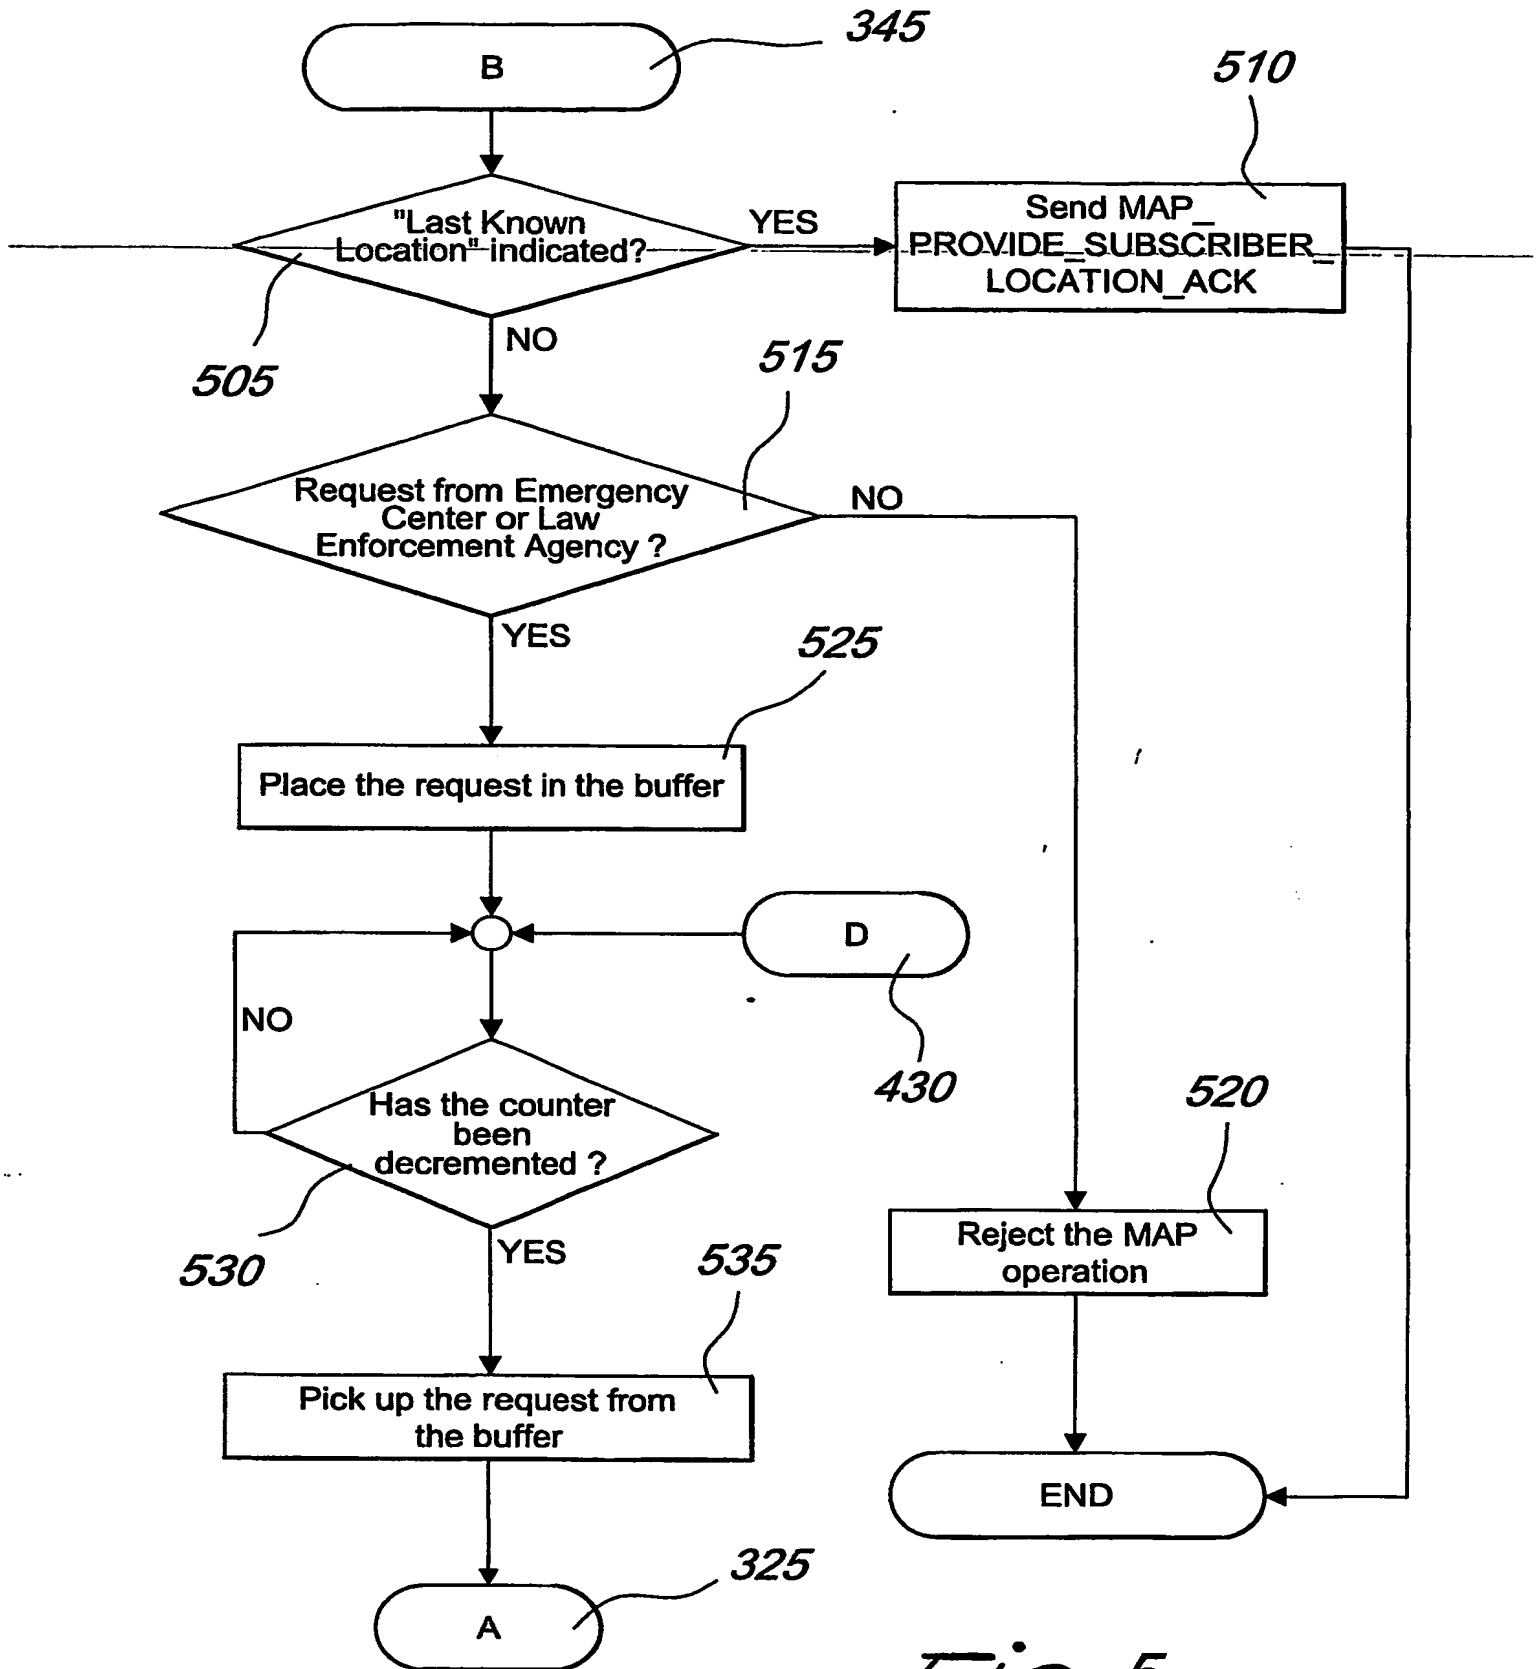 345
B
510
"Last Known
Location" indicated?
YES
Send MAP_
PROVIDE_SUBSCRIBER_
LOCATION_ACK
505
NO
515
Request from Emergency
Center or Law
Enforcement Agency ?
NO
YES
525
Place the request in the buffer
D
NO
430
Has the counter
been
decremented ?
520
530
YES
535
Reject the MAP
operation
Pick up the request from
the buffer
END
325
A
Fig. 5